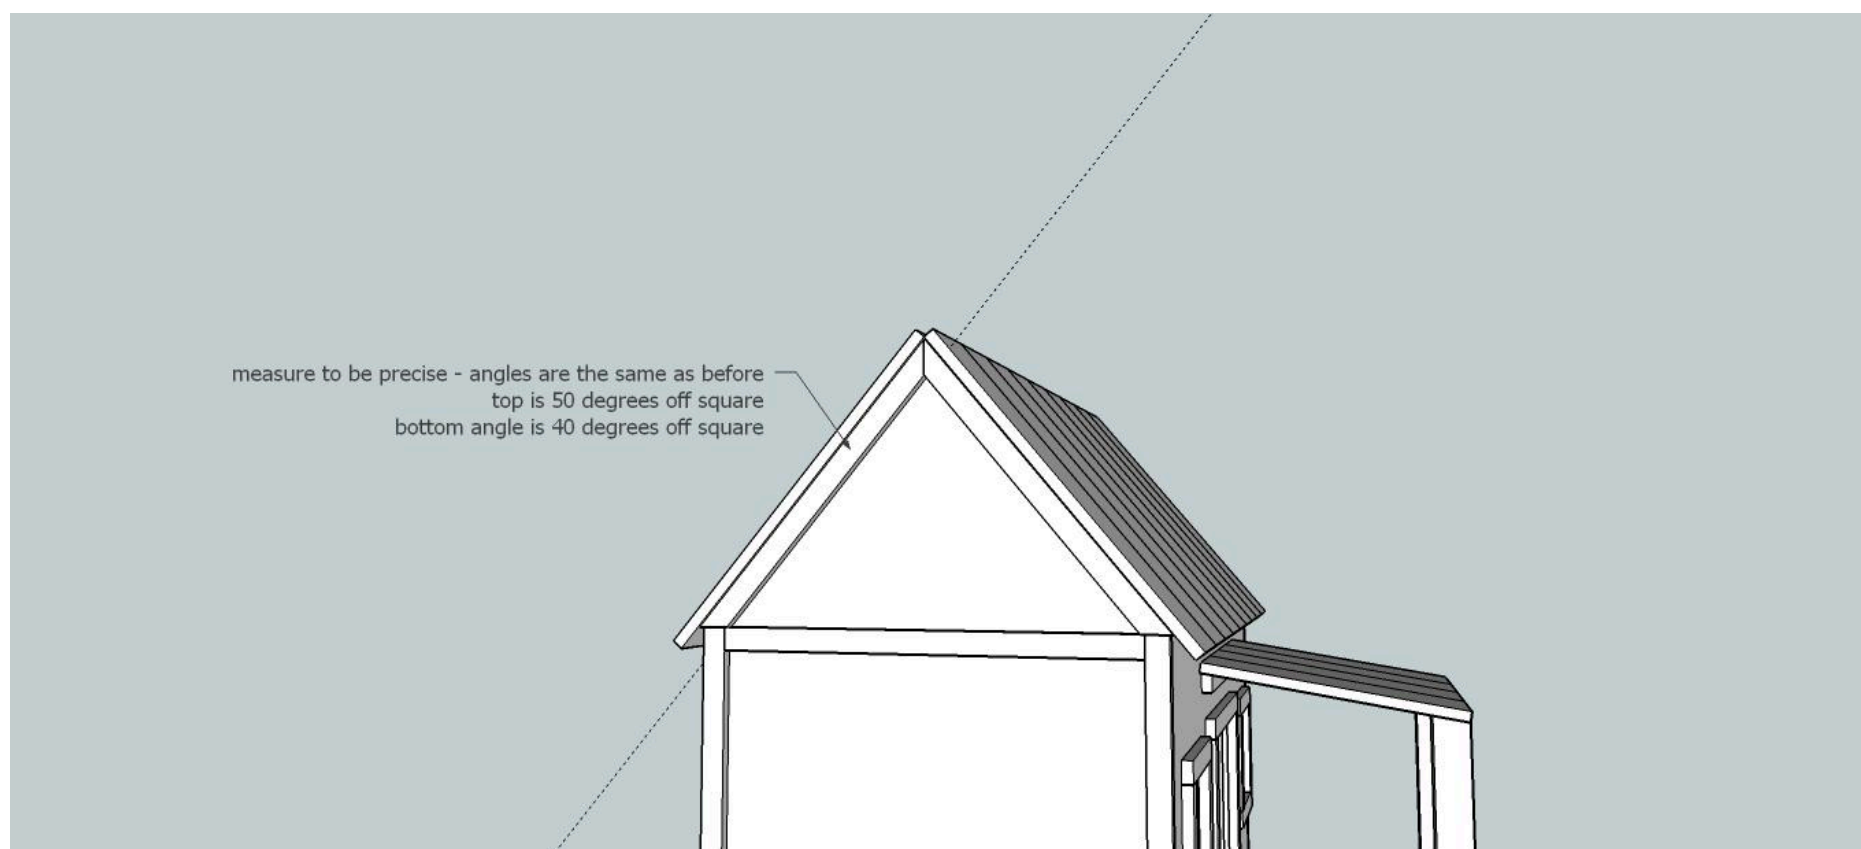 measure to be precise - angles are the same as before
top is 50 degrees off square
bottom angle is 40 degrees off square